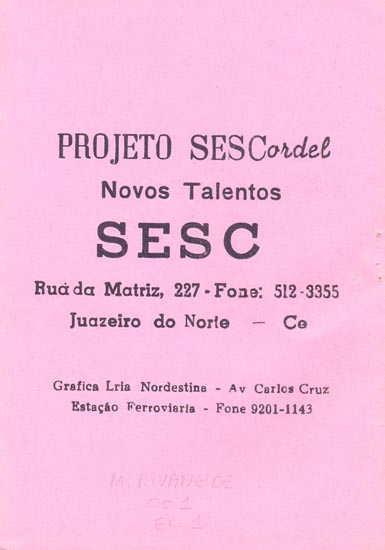 PROJETO SESCordel
Novos Talentos
SESC
Ruá da Matriz, 227 - Fone: 512-3355
Juazeiro do Norte — Ce
Grafica Lria Nordestina - Av Carlos Cruz
Estação Ferroviaria - Fone 9201-1143
M. RIVANEIDE
001
EX. 1